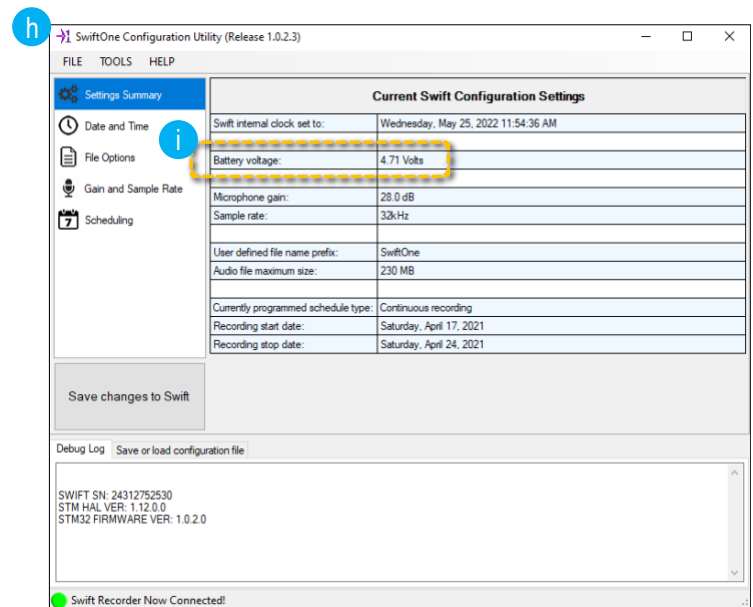 h
SwiftOne Configuration Utility (Release 1.0.2.3)
FILE TOOLS HELP
Settings Summary
Date and Time
i
File Options
Gain and Sample Rate
7 Scheduling
Current Swift Configuration Settings
Swift internal clock set to: Wednesday, May 25, 2022 11:54:36 AM
Battery voltage: 4.71 Volts
Microphone gain: 28.0 dB
Sample rate: 32kHz
User defined file name prefix: SwiftOne
Audio file maximum size: 230 MB
Currently programmed schedule type: Continuous recording
Recording start date: Saturday, April 17, 2021
Recording stop date: Saturday, April 24, 2021
Save changes to Swift
Debug Log Save or load configuration file
SWIFT SN: 24312752530
STM HAL VER: 1.12.0.0
STM32 FIRMWARE VER: 1.0.2.0
Swift Recorder Now Connected!